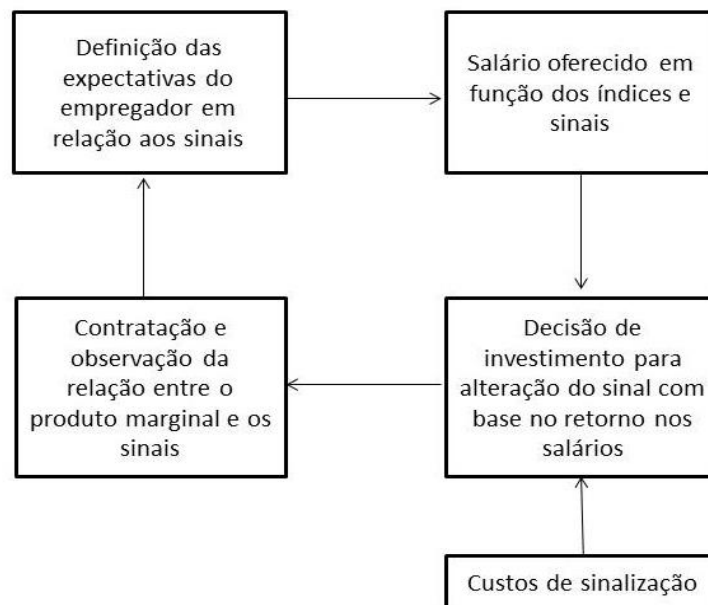 Definição das
expectativas do
empregador em
relação aos sinais
Salário oferecido em
função dos índices e
sinais
Decisão de
investimento para
alteração do sinal com
base no retorno nos
salários
Contratação e
observação da
relação entre o
produto marginal e os
sinais
Custos de sinalização